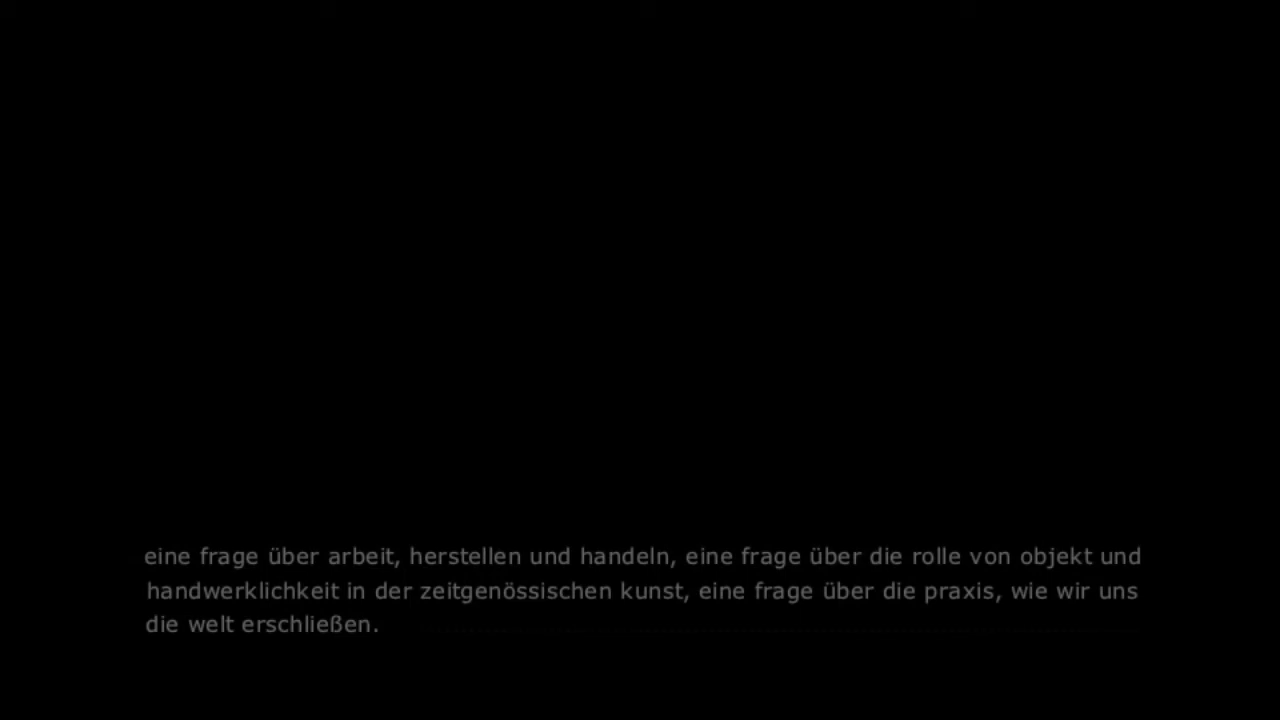 eine frage über arbeit, herstellen und handeln, eine frage über die rolle von objekt und
handwerklichkeit in der zeitgenössischen kunst, eine frage über die praxis, wie wir uns
die welt erschließen.